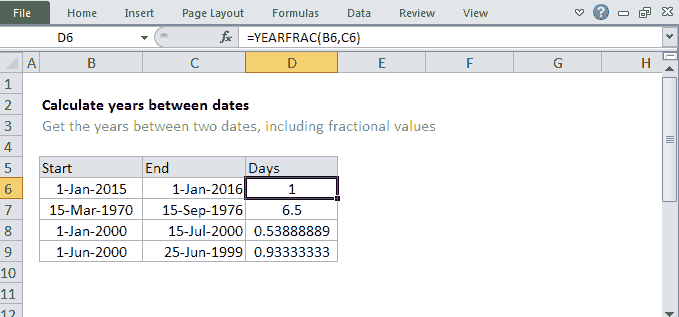 File Home Insert Page Layout Formulas Data Review View
D6 fx =YEARFRAC(B6,C6)
A B C D E F G H
1
2 Calculate years between dates
3 Get the years between two dates, including fractional values
4
5 Start End Days
6 1-Jan-2015 1-Jan-2016 1
7 15-Mar-1970 15-Sep-1976 6.5
8 1-Jan-2000 15-Jul-2000 0.53888889
9 1-Jun-2000 25-Jun-1999 0.93333333
10
11
12